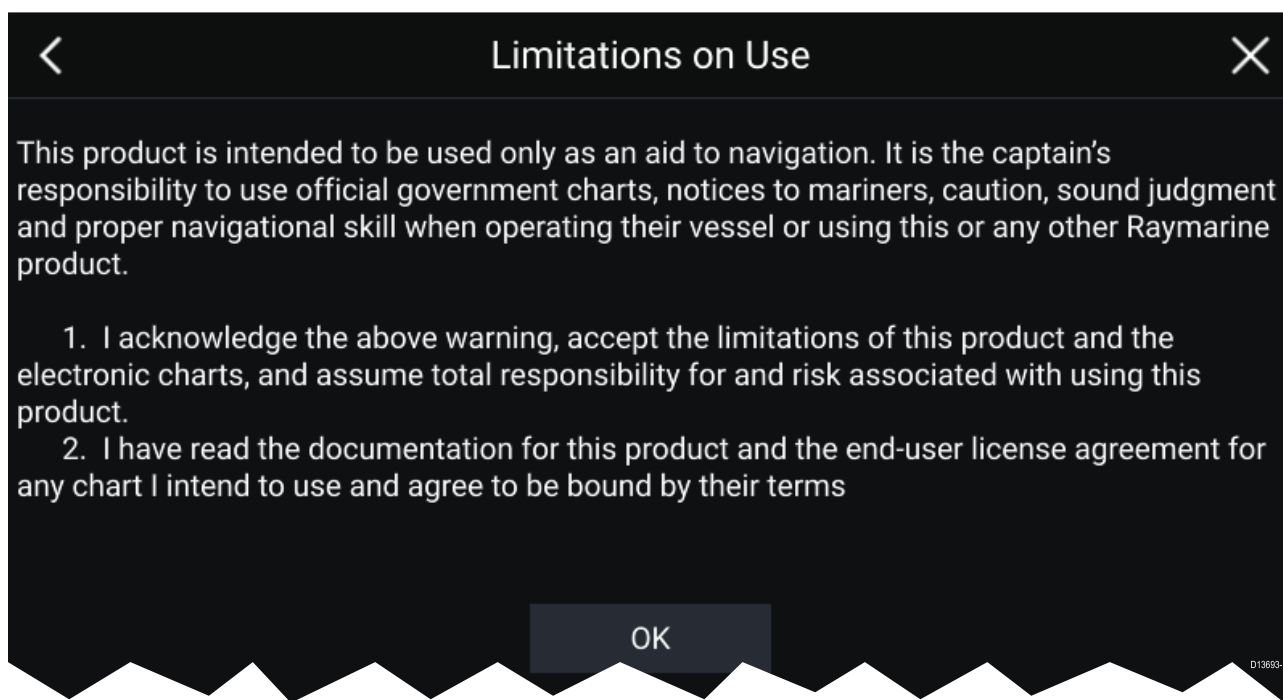 Limitations on Use
This product is intended to be used only as an aid to navigation. It is the captain’s
responsibility to use official government charts, notices to mariners, caution, sound judgment
and proper navigational skill when operating their vessel or using this or any other Raymarine
product.
1. I acknowledge the above warning, accept the limitations of this product and the
electronic charts, and assume total responsibility for and risk associated with using this
product.
2. I have read the documentation for this product and the end-user license agreement for
any chart I intend to use and agree to be bound by their terms
OK
D13693-